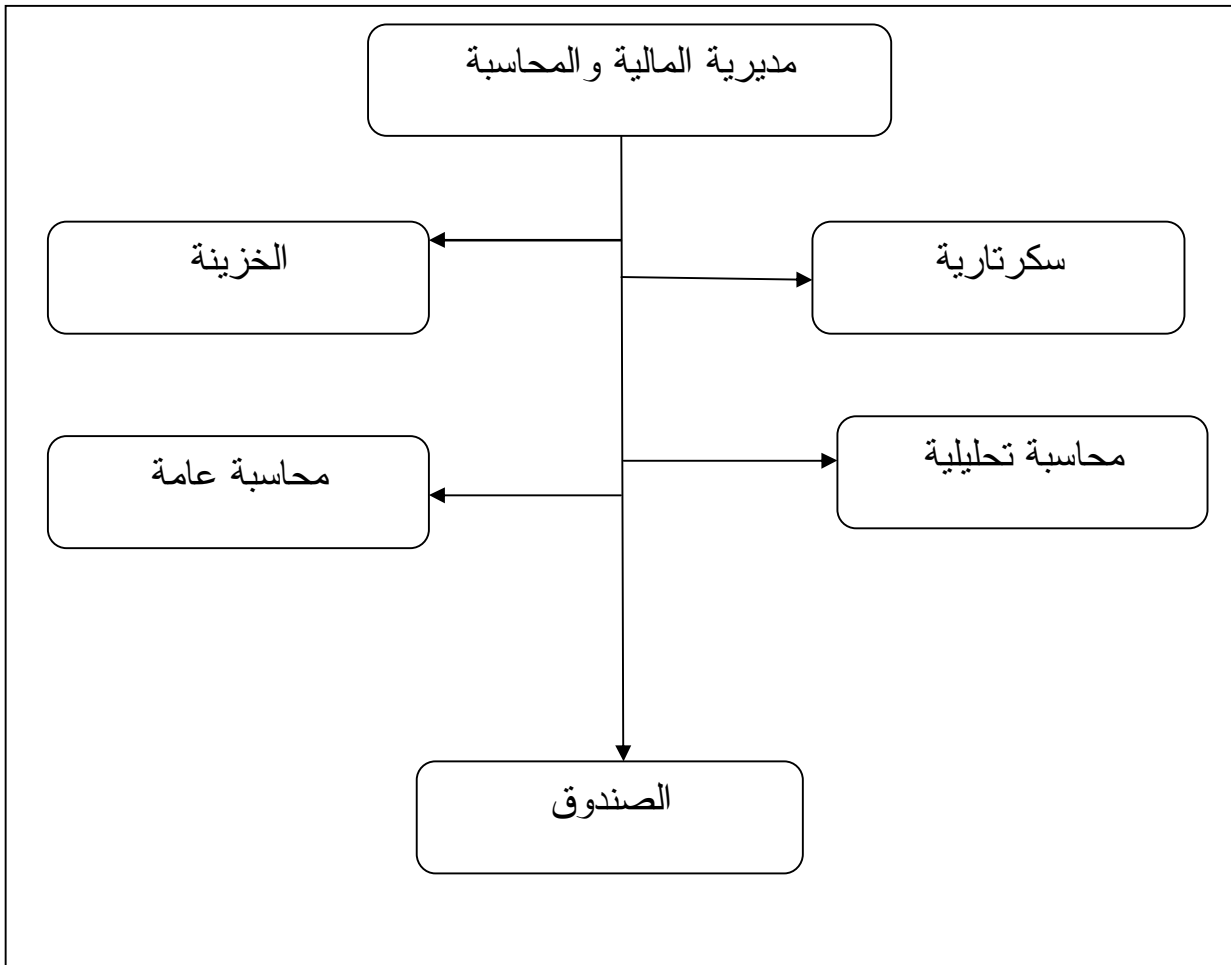 مديرية المالية والمحاسبة
سكرتارية
الخزينة
محاسبة تحليلية
محاسبة عامة
الصندوق